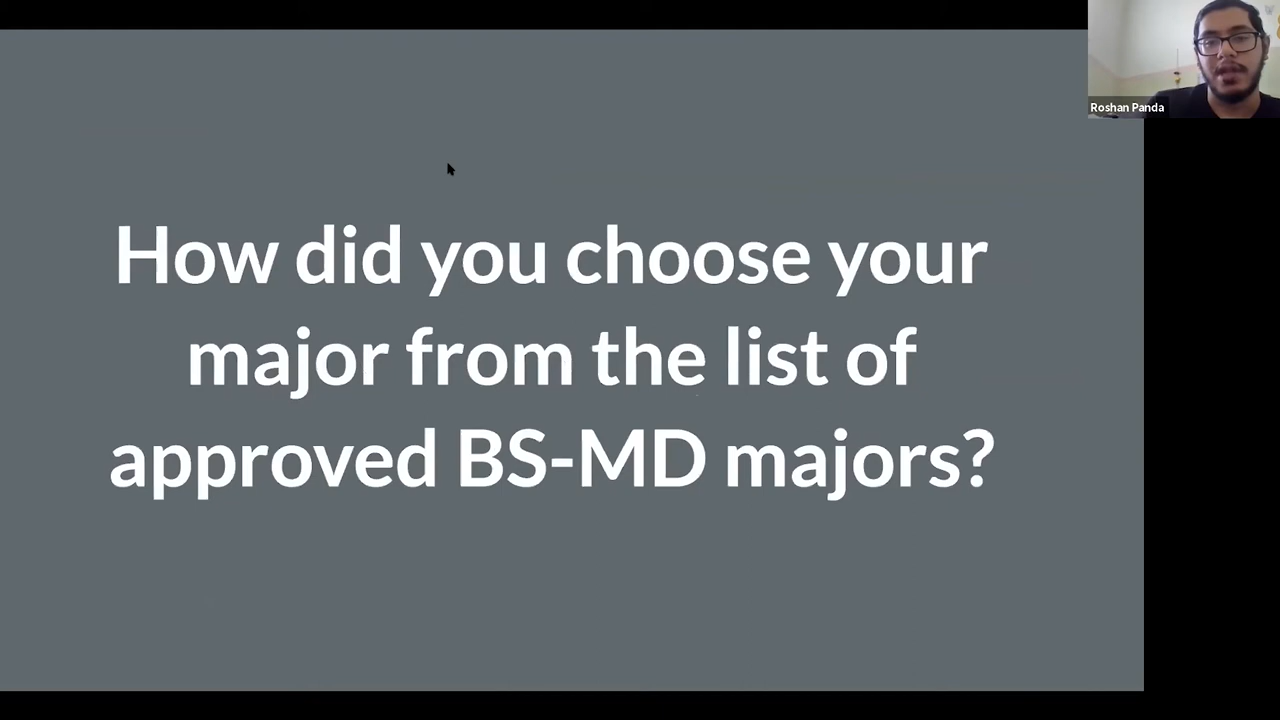 Roshan Panda
How did you choose your
major from the list of
approved BS-MD majors?